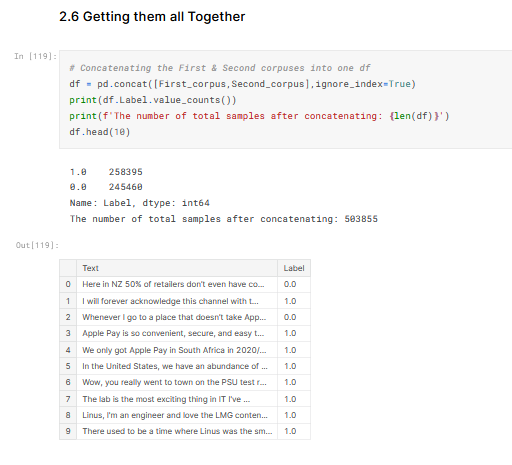 2.6 Getting them all Together
In [119]:
# Concatenating the First & Second corpuses into one df
df = pd.concat([First_corpus,Second_corpus],ignore_index=True)
print(df.Label.value_counts())
print(f'The number of total samples after concatenating: {len(df)}')
df.head(10)
1.0    258395
0.0    245460
Name: Label, dtype: int64
The number of total samples after concatenating: 503855
Out[119]:
Text Label
0 Here in NZ 50% of retailers don't even have co... 0.0
1 I will forever acknowledge this channel with t... 1.0
2 Whenever I go to a place that doesn't take App... 0.0
3 Apple Pay is so convenient, secure, and easy t... 1.0
4 We only got Apple Pay in South Africa in 2020/... 1.0
5 In the United States, we have an abundance of ... 1.0
6 Wow, you really went to town on the PSU test r... 1.0
7 The lab is the most exciting thing in IT I've ... 1.0
8 Linus, I'm an engineer and love the LMG conten... 1.0
9 There used to be a time where Linus was the sm... 1.0